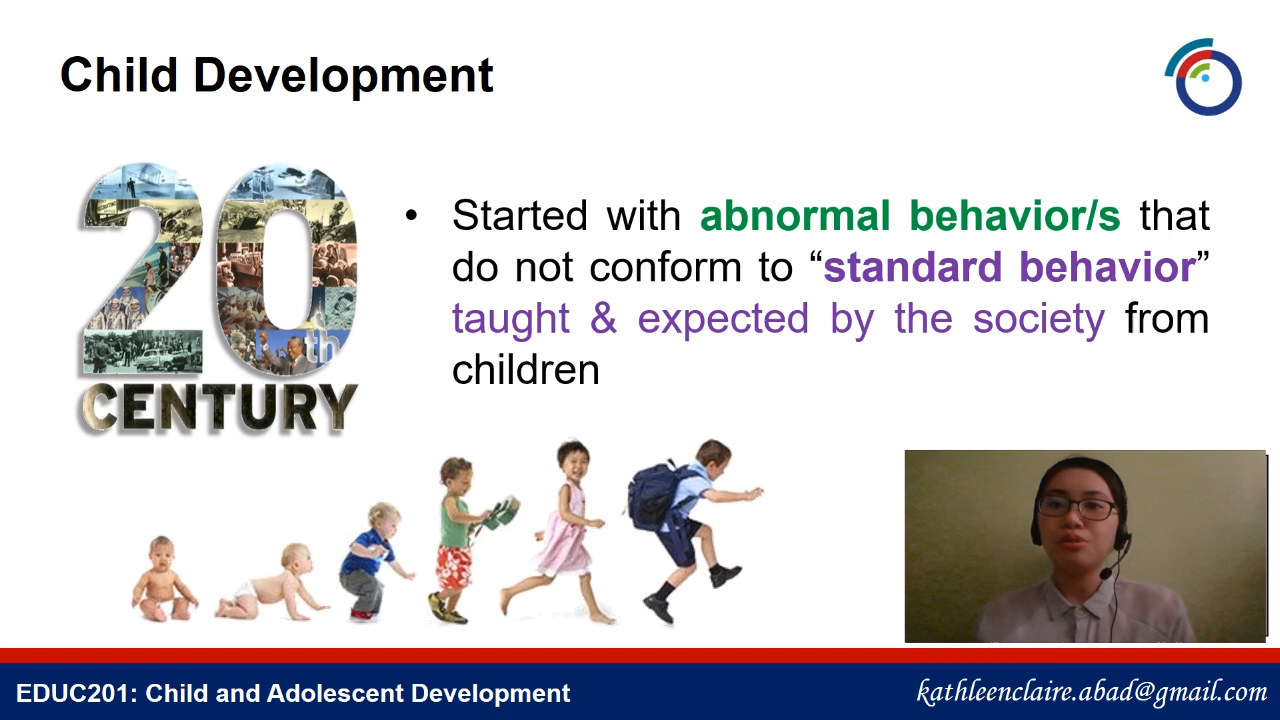 Child Development
20th
CENTURY
• Started with abnormal behavior/s that
do not conform to “standard behavior”
taught & expected by the society from
children
EDUC201: Child and Adolescent Development
kathleenclaire.abad@gmail.com